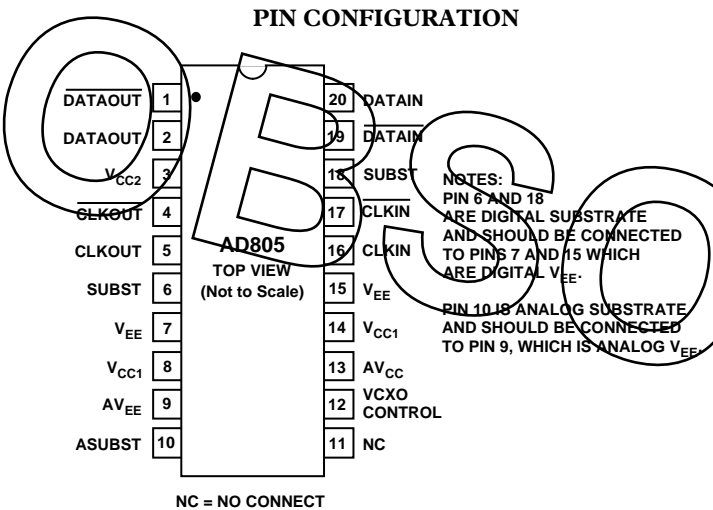 PIN CONFIGURATION
DATAOUT 1
DATAOUT 2
VCC2 3
CLKOUT 4
CLKOUT 5
SUBST 6
VEE 7
VCC1 8
AVEE 9
ASUBST 10
AD805
TOP VIEW
(Not to Scale)
20 DATAIN
19 DATAIN
18 SUBST
17 CLKIN
16 CLKIN
15 VEE
14 VCC1
13 AVCC
12 VCXO
CONTROL
11 NC
NOTES:
PIN 6 AND 18
ARE DIGITAL SUBSTRATE
AND SHOULD BE CONNECTED
TO PINS 7 AND 15 WHICH
ARE DIGITAL VEE.
PIN 10 IS ANALOG SUBSTRATE
AND SHOULD BE CONNECTED
TO PIN 9, WHICH IS ANALOG VEE.
NC = NO CONNECT
OBSO